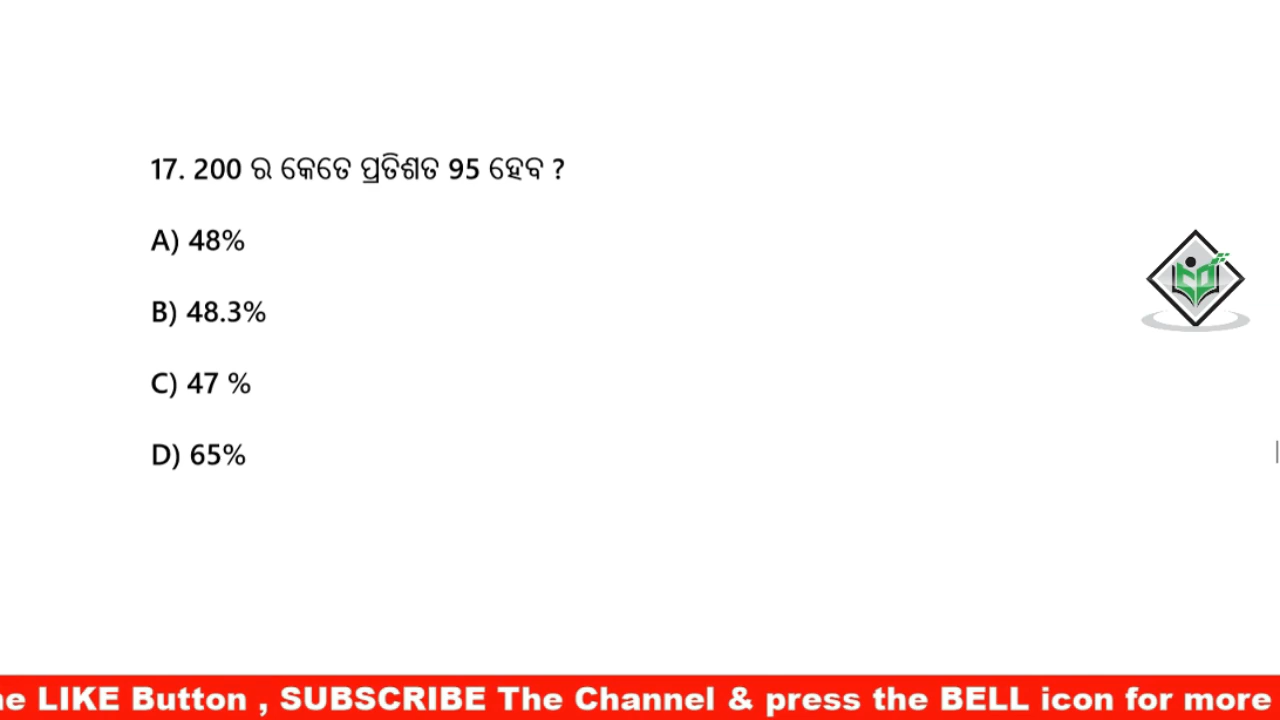 17. 200 ର କେତେ ପ୍ରତିଶତ 95 ହେବ ?
A) 48%
B) 48.3%
C) 47 %
D) 65%
he LIKE Button , SUBSCRIBE The Channel & press the BELL icon for more